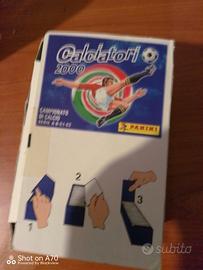 Calciatori
2000
CAMPIONATO
DI CALCIO
SERIE A-B-C1-C2
PANINI
1
2
3
Shot on A70
subito